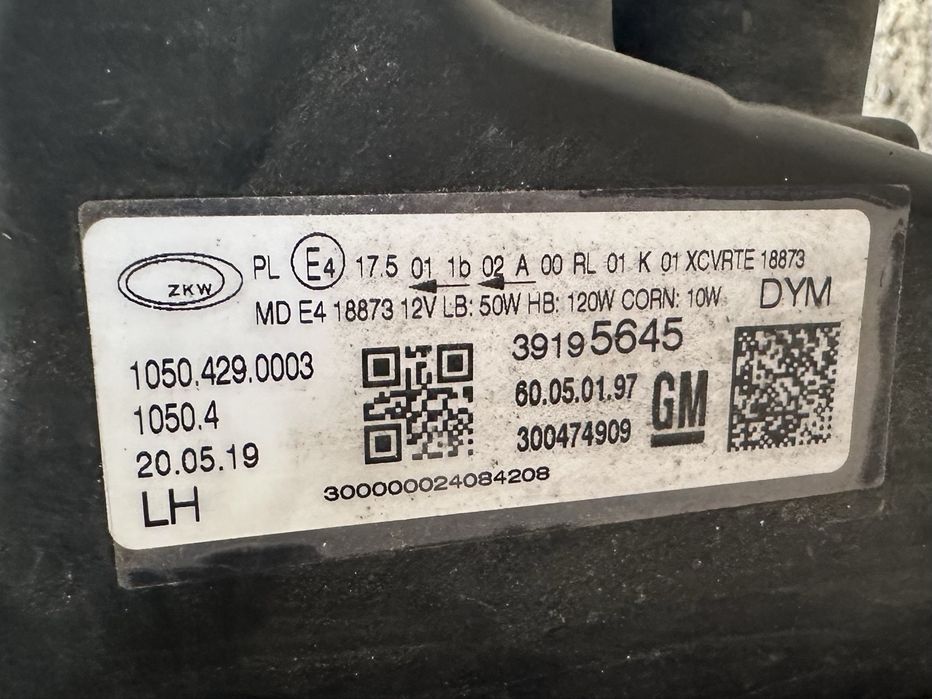 ZKW
PL E4 17.5 01 1b 02 A 00 RL 01 K 01 XCVRTE 18873
MD E4 18873 12V LB: 50W HB: 120W CORN: 10W DYM
1050.429.0003
1050.4
20.05.19
LH
39195645
60.05.01.97
300474909
GM
300000024084208